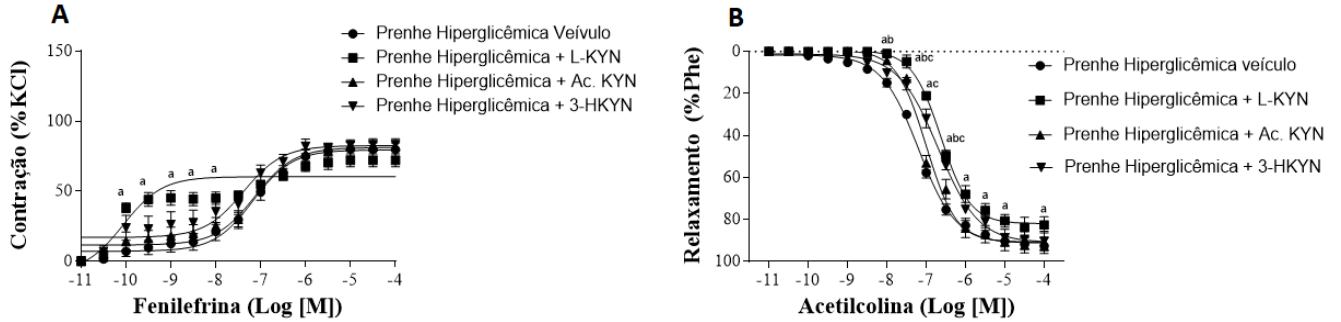 A
Prenhe Hiperglicêmica Veívulo
Prenhe Hiperglicêmica + L-KYN
Prenhe Hiperglicêmica + Ac. KYN
Prenhe Hiperglicêmica + 3-HKYN
150
100
50
0
Contração (%KCl)
a a a a
-11 -10 -9 -8 -7 -6 -5 -4
Fenilefrina (Log [M])
B
Prenhe Hiperglicêmica veículo
Prenhe Hiperglicêmica + L-KYN
Prenhe Hiperglicêmica + Ac. KYN
Prenhe Hiperglicêmica + 3-HKYN
0
20
40
60
80
100
Relaxamento (%Phe)
ab
abc
ac
abc
a
a
a
a
-11 -10 -9 -8 -7 -6 -5 -4
Acetilcolina (Log [M])